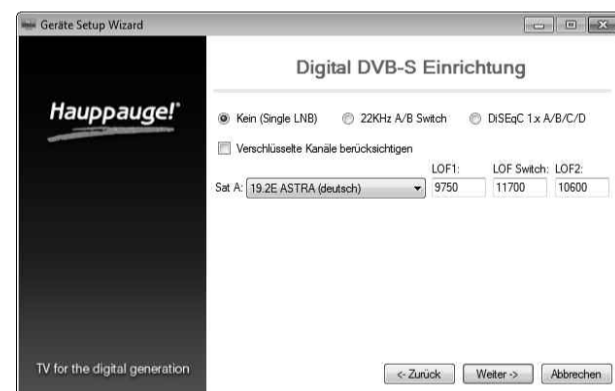 Geräte Setup Wizard
Digital DVB-S Einrichtung
Hauppauge!
Kein (Single LNB) 22KHz A/B Switch DiSEqC 1.x A/B/C/D
Verschlüsselte Kanäle berücksichtigen
LOF1: LOF Switch: LOF2:
Sat A: 19.2E ASTRA (deutsch) 9750 11700 10600
TV for the digital generation
<- Zurück Weiter -> Abbrechen